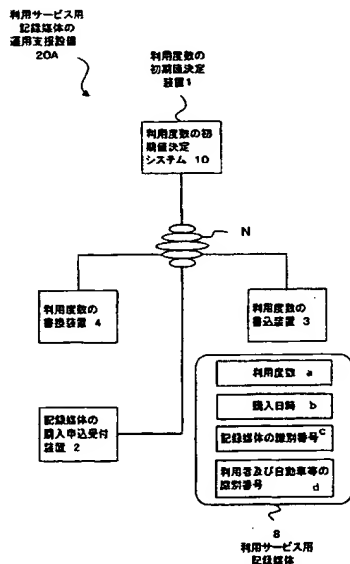 利用サービス用
記録媒体の
運用支援設備
20A
利用度数の
初期値決定
装置1
利用度数の初
期値決定
システム 10
N
利用度数の
書換装置 4
利用度数の
書込装置 3
記録媒体の
購入申込受付
装置 2
利用度数 a
購入日時 b
記録媒体の識別番号 c
利用者及び自動車等の
識別番号 d
8
利用サービス用
記録媒体